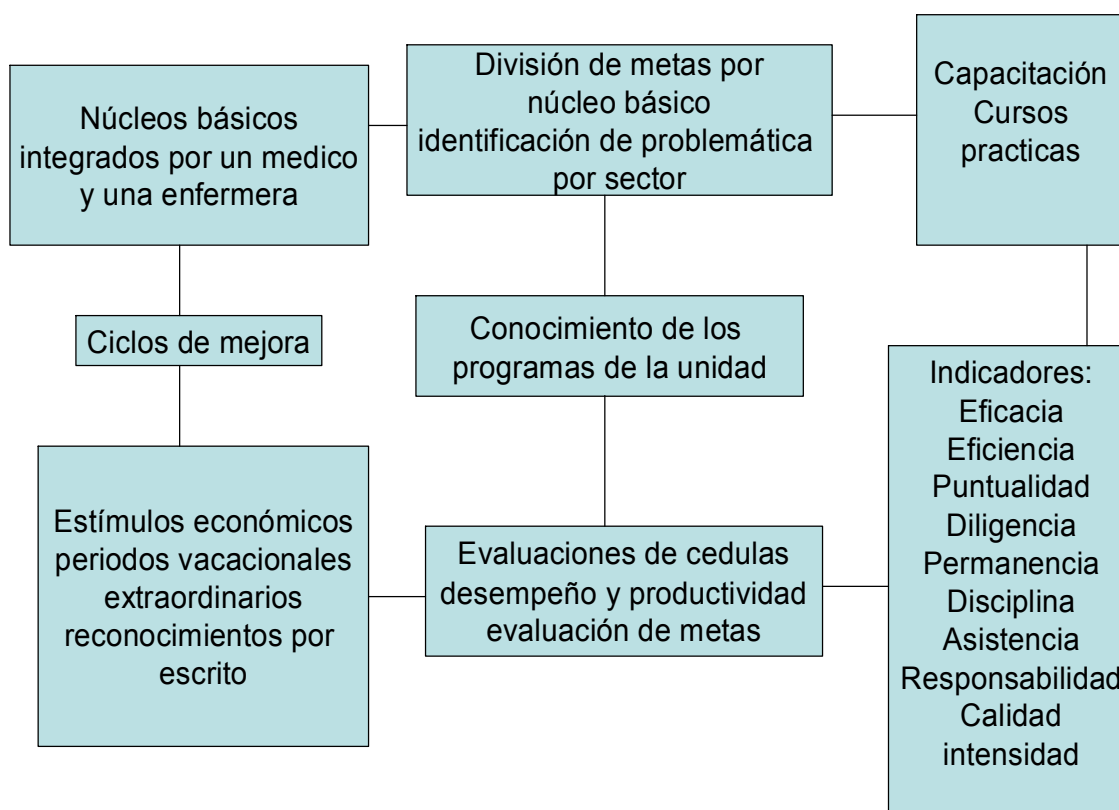 Núcleos básicos
integrados por un medico
y una enfermera
División de metas por
núcleo básico
identificación de problemática
por sector
Capacitación
Cursos
practicas
Ciclos de mejora
Conocimiento de los
programas de la unidad
Indicadores:
Eficacia
Eficiencia
Puntualidad
Diligencia
Permanencia
Disciplina
Asistencia
Responsabilidad
Calidad
intensidad
Estímulos económicos
periodos vacacionales
extraordinarios
reconocimientos por
escrito
Evaluaciones de cedulas
desempeño y productividad
evaluación de metas